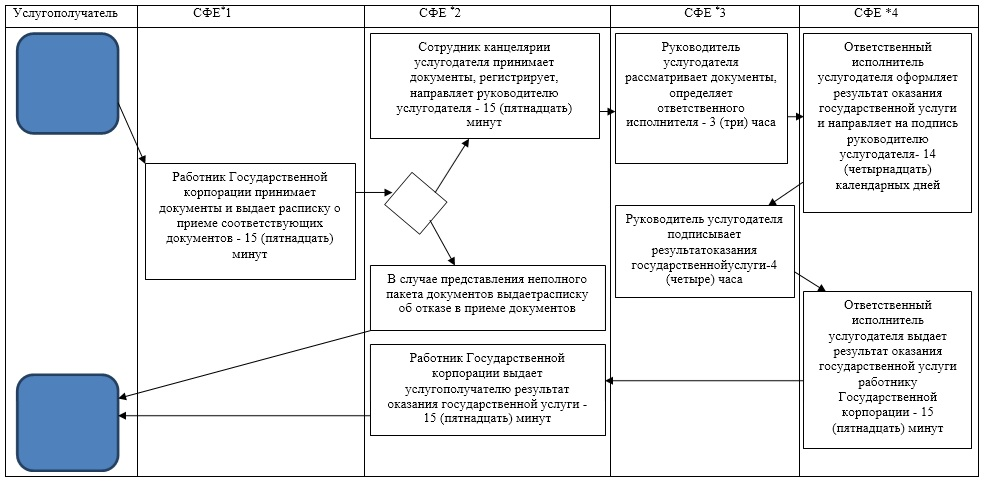 Услугополучатель
СФЕ*1
СФЕ *2
СФЕ *3
СФЕ *4
Работник Государственной
корпорации принимает
документы и выдает расписку о
приеме соответствующих
документов - 15 (пятнадцать)
минут
Сотрудник канцелярии
услугодателя принимает
документы, регистрирует,
направляет руководителю
услугодателя - 15 (пятнадцать)
минут
В случае представления неполного
пакета документов выдаетрасписку
об отказе в приеме документов
Работник Государственной
корпорации выдает
услугополучателю результат
оказания государственной услуги -
15 (пятнадцать) минут
Руководитель
услугодателя
рассматривает документы,
определяет
ответственного
исполнителя - 3 (три) часа
Руководитель услугодателя
подписывает
результатоказания
государственнойуслуги-4
(четыре) часа
Ответственный
исполнитель
услугодателя оформляет
результат оказания
государственной услуги
и направляет на подпись
руководителю
услугодателя- 14
(четырнадцать)
календарных дней
Ответственный
исполнитель
услугодателя выдает
результат оказания
государственной услуги
работнику
Государственной
корпорации - 15
(пятнадцать) минут